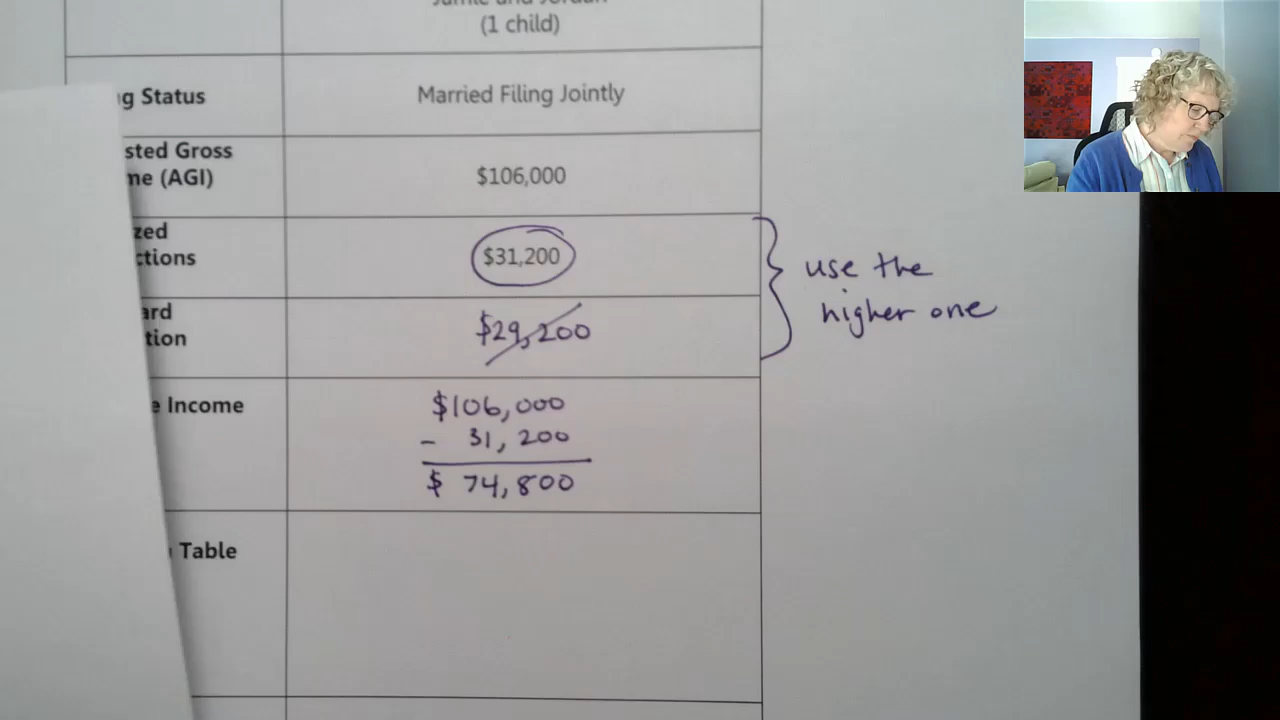 (1 child)
g Status
Married Filing Jointly
sted Gross
me (AGI)
$106,000
zed
ctions
$31,200
use the
higher one
ard
tion
$29,200
e Income
$106,000
- 31,200
$ 74,800
Table